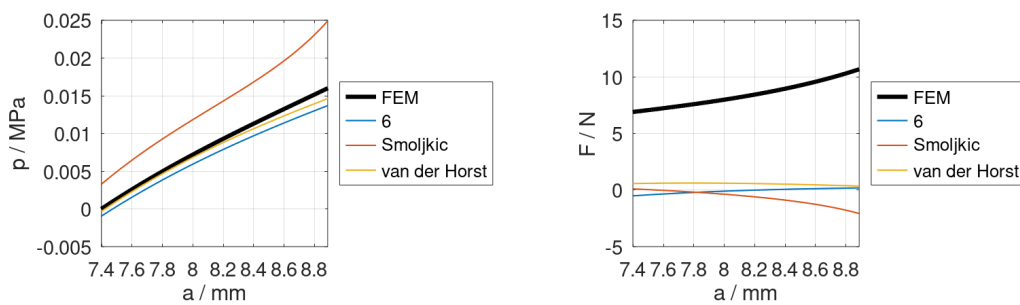 0.025
0.02
0.015
0.01
0.005
0
-0.005
p / MPa
7.4 7.6 7.8 8 8.2 8.4 8.6 8.8
a / mm
FEM
6
Smoljkic
van der Horst
15
10
5
0
-5
F / N
7.4 7.6 7.8 8 8.2 8.4 8.6 8.8
a / mm
FEM
6
Smoljkic
van der Horst